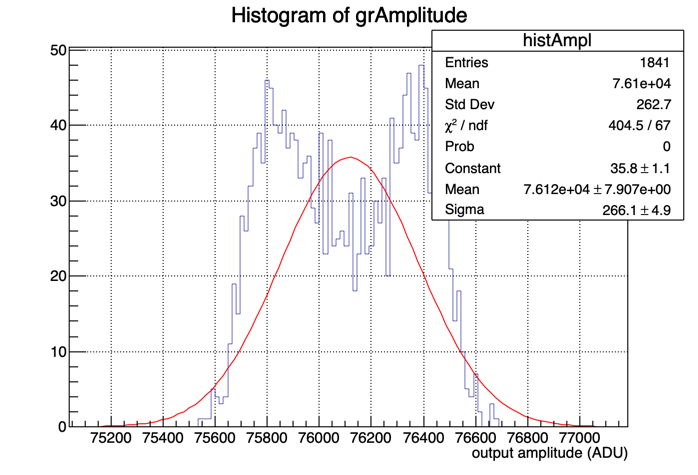 Histogram of grAmplitude
histAmpl
Entries 1841
Mean 7.61e+04
Std Dev 262.7
χ² / ndf 404.5 / 67
Prob 0
Constant 35.8 ± 1.1
Mean 7.612e+04 ± 7.907e+00
Sigma 266.1 ± 4.9
50
40
30
20
10
0
75200 75400 75600 75800 76000 76200 76400 76600 76800 77000
output amplitude (ADU)